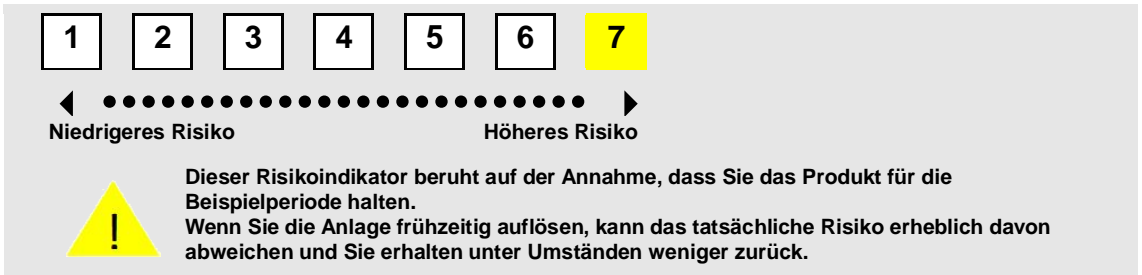 1 2 3 4 5 6 7
Niedrigeres Risiko Höheres Risiko
Dieser Risikoindikator beruht auf der Annahme, dass Sie das Produkt für die
Beispielperiode halten.
Wenn Sie die Anlage frühzeitig auflösen, kann das tatsächliche Risiko erheblich davon
abweichen und Sie erhalten unter Umständen weniger zurück.
!